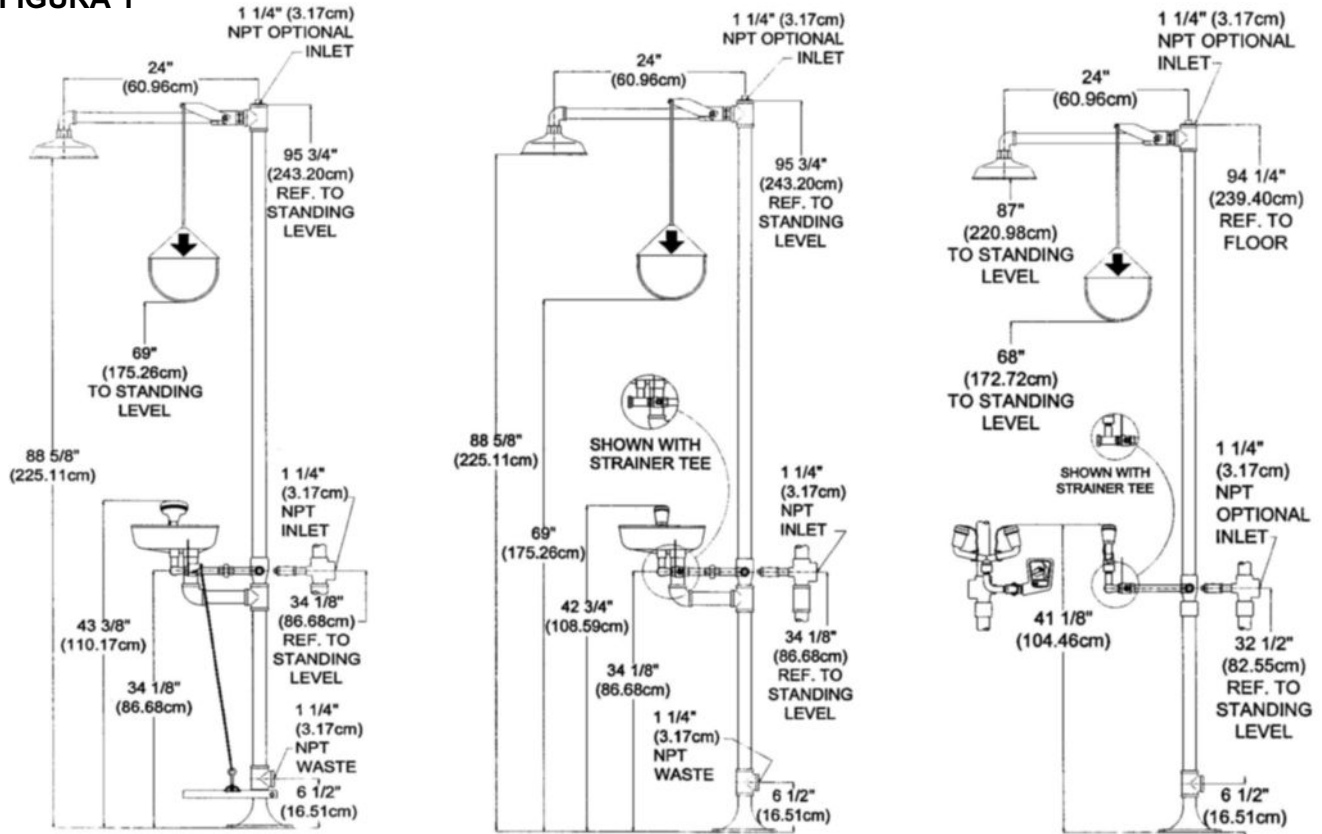 FIGURA 1
1 1/4" (3.17cm)
NPT OPTIONAL
INLET
24"
(60.96cm)
95 3/4"
(243.20cm)
REF. TO
STANDING
LEVEL
69"
(175.26cm)
TO STANDING
LEVEL
88 5/8"
(225.11cm)
1 1/4"
(3.17cm)
NPT
INLET
43 3/8"
(110.17cm)
34 1/8"
(86.68cm)
34 1/8"
(86.68cm)
REF. TO
STANDING
LEVEL
1 1/4"
(3.17cm)
NPT
WASTE
6 1/2"
(16.51cm)
1 1/4" (3.17cm)
NPT OPTIONAL
INLET
24"
(60.96cm)
95 3/4"
(243.20cm)
REF. TO
STANDING
LEVEL
88 5/8"
(225.11cm)
SHOWN WITH
STRAINER TEE
69"
(175.26cm)
1 1/4"
(3.17cm)
NPT
INLET
42 3/4"
(108.59cm)
34 1/8"
(86.68cm)
34 1/8"
(86.68cm)
REF. TO
STANDING
LEVEL
1 1/4"
(3.17cm)
NPT
WASTE
6 1/2"
(16.51cm)
1 1/4" (3.17cm)
NPT OPTIONAL
INLET
24"
(60.96cm)
87"
(220.98cm)
TO STANDING
LEVEL
94 1/4"
(239.40cm)
REF. TO
FLOOR
68"
(172.72cm)
TO STANDING
LEVEL
SHOWN WITH
STRAINER TEE
1 1/4"
(3.17cm)
NPT
OPTIONAL
INLET
41 1/8"
(104.46cm)
32 1/2"
(82.55cm)
REF. TO
STANDING
LEVEL
6 1/2"
(16.51cm)